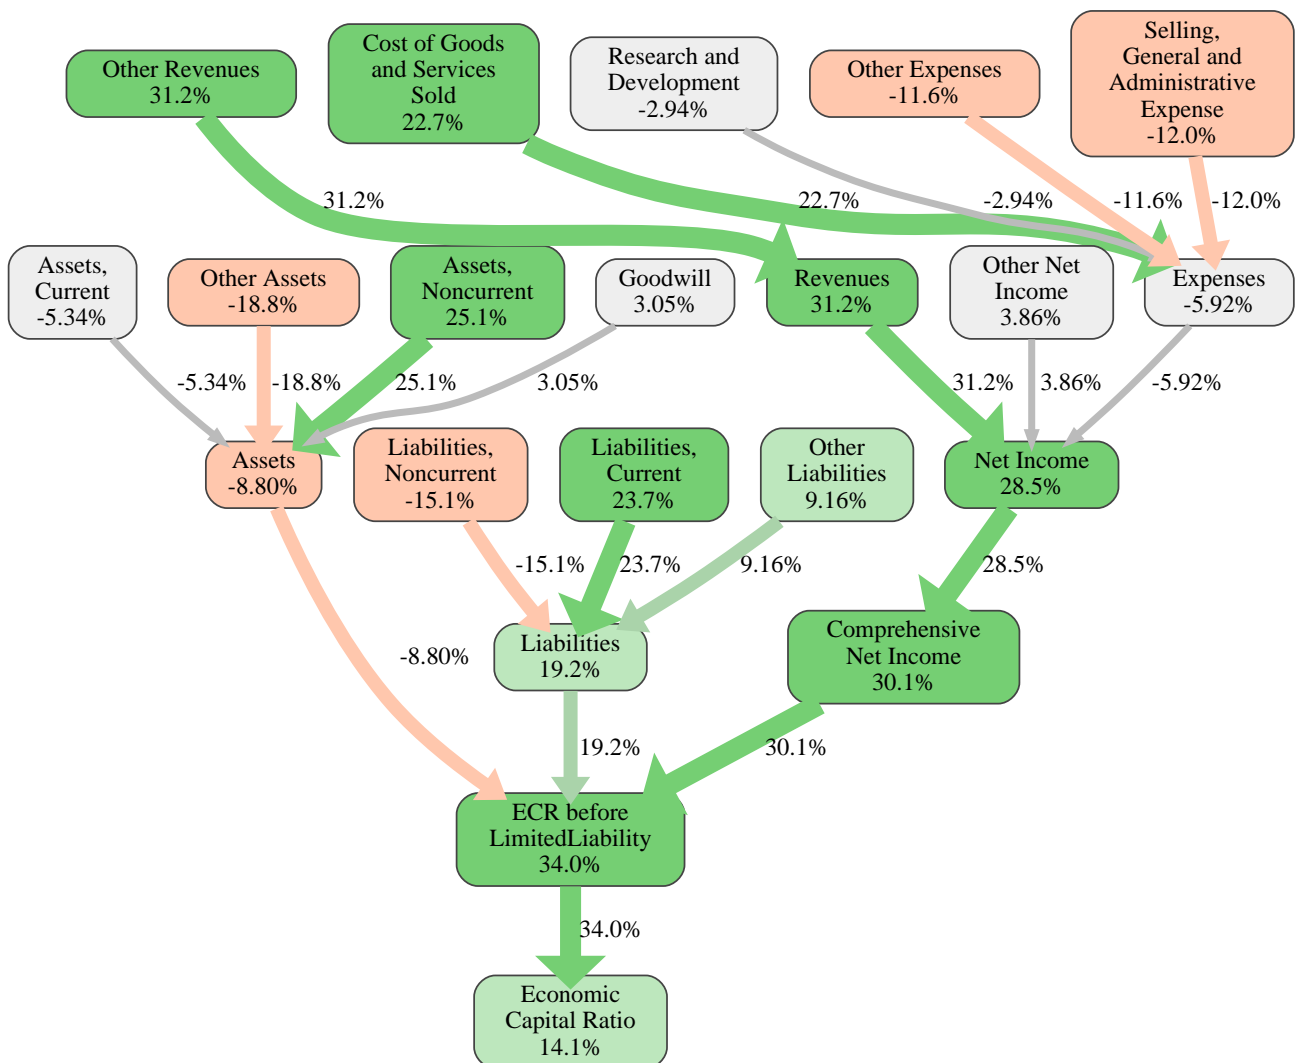 Other Revenues
31.2%
Cost of Goods
and Services
Sold
22.7%
Research and
Development
-2.94%
Other Expenses
-11.6%
Selling,
General and
Administrative
Expense
-12.0%
31.2%
22.7%
-2.94%
-11.6%
-12.0%
Assets,
Current
-5.34%
Other Assets
-18.8%
Assets,
Noncurrent
25.1%
Goodwill
3.05%
Revenues
31.2%
Other Net
Income
3.86%
Expenses
-5.92%
-5.34%
-18.8%
25.1%
3.05%
31.2%
3.86%
-5.92%
Assets
-8.80%
Liabilities,
Noncurrent
-15.1%
Liabilities,
Current
23.7%
Other
Liabilities
9.16%
Net Income
28.5%
-15.1%
23.7%
9.16%
28.5%
-8.80%
Liabilities
19.2%
Comprehensive
Net Income
30.1%
19.2%
30.1%
ECR before
LimitedLiability
34.0%
34.0%
Economic
Capital Ratio
14.1%